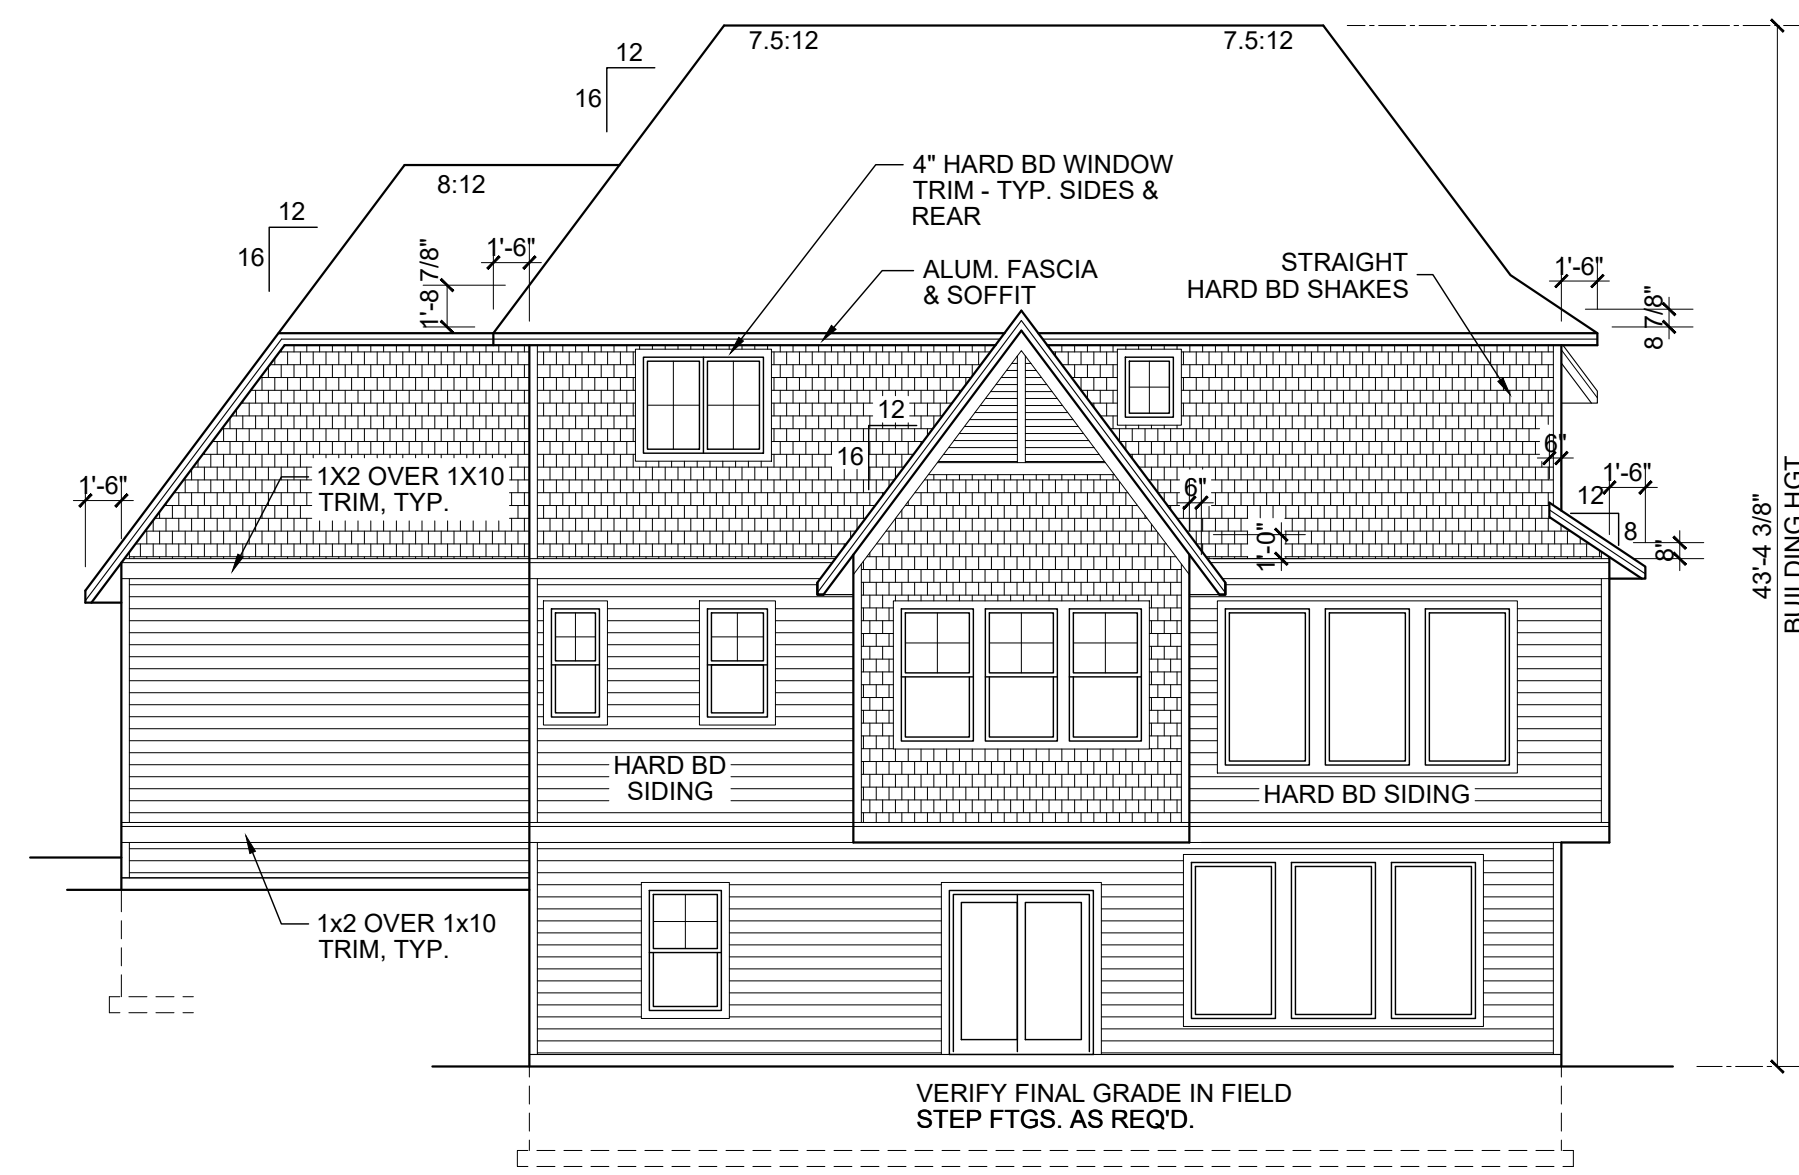 7.5:12
7.5:12
12
16
4" HARD BD WINDOW
TRIM - TYP. SIDES &
REAR
8:12
12
16
1'-8 7/8"
1'-6"
ALUM. FASCIA
& SOFFIT
STRAIGHT
HARD BD SHAKES
1'-6"
8 7/8"
12
16
6"
1'-6"
1X2 OVER 1X10
TRIM, TYP.
1'-6"
6"
12
8
8"
1'-0"
43'-4 3/8"
BUILDING HGT
HARD BD
SIDING
HARD BD SIDING
1x2 OVER 1x10
TRIM, TYP.
VERIFY FINAL GRADE IN FIELD
STEP FTGS. AS REQ'D.